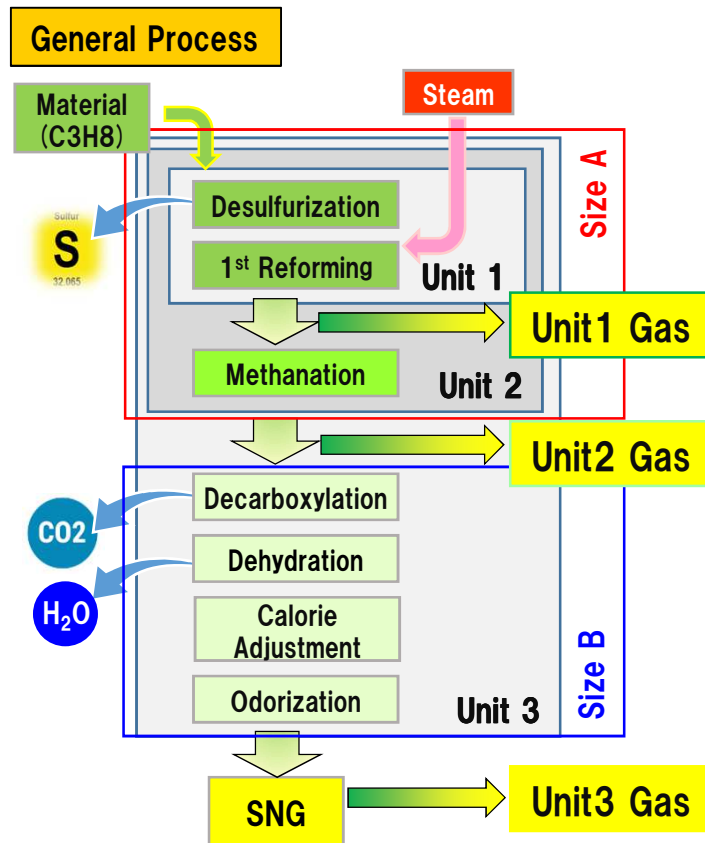 General Process
Material
(C3H8)
Steam
Size A
Desulfurization
Sulfur
S
32.065
1st Reforming
Unit 1
Unit1 Gas
Methanation
Unit 2
Unit2 Gas
Decarboxylation
CO2
Dehydration
H2O
Calorie
Adjustment
Size B
Odorization
Unit 3
SNG
Unit3 Gas